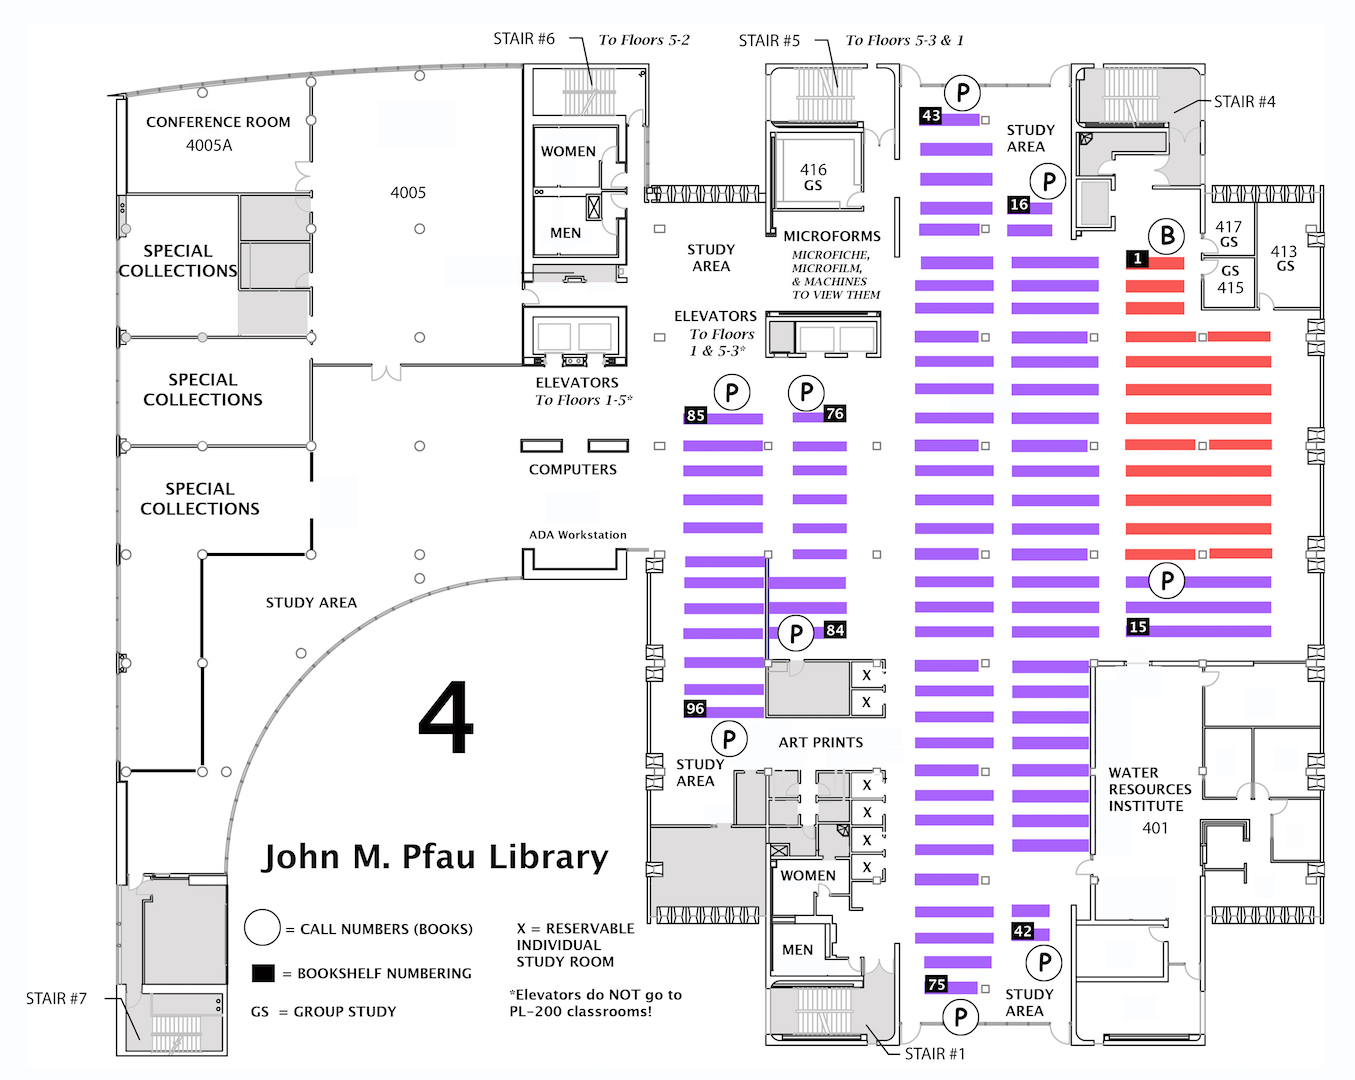 STAIR #6
To Floors 5-2
STAIR #5
To Floors 5-3 & 1
STAIR #4
P
43
STUDY
AREA
CONFERENCE ROOM
4005A
WOMEN
4005
416
GS
P
16
MEN
MICROFORMS
MICROFICHE,
MICROFILM,
& MACHINES
TO VIEW THEM
417
GS
B
1
413
GS
GS
415
SPECIAL
COLLECTIONS
STUDY
AREA
ELEVATORS
To Floors
1 & 5-3*
SPECIAL
COLLECTIONS
ELEVATORS
To Floors 1-5*
P
85
P
76
COMPUTERS
SPECIAL
COLLECTIONS
ADA Workstation
STUDY AREA
P
15
P
84
X
X
4
96
P
ART PRINTS
STUDY
AREA
X
X
X
X
WATER
RESOURCES
INSTITUTE
401
John M. Pfau Library
WOMEN
= CALL NUMBERS (BOOKS)
X = RESERVABLE
INDIVIDUAL
STUDY ROOM
MEN
42
P
= BOOKSHELF NUMBERING
75
*Elevators do NOT go to
PL-200 classrooms!
STUDY
AREA
STAIR #7
GS = GROUP STUDY
P
STAIR #1